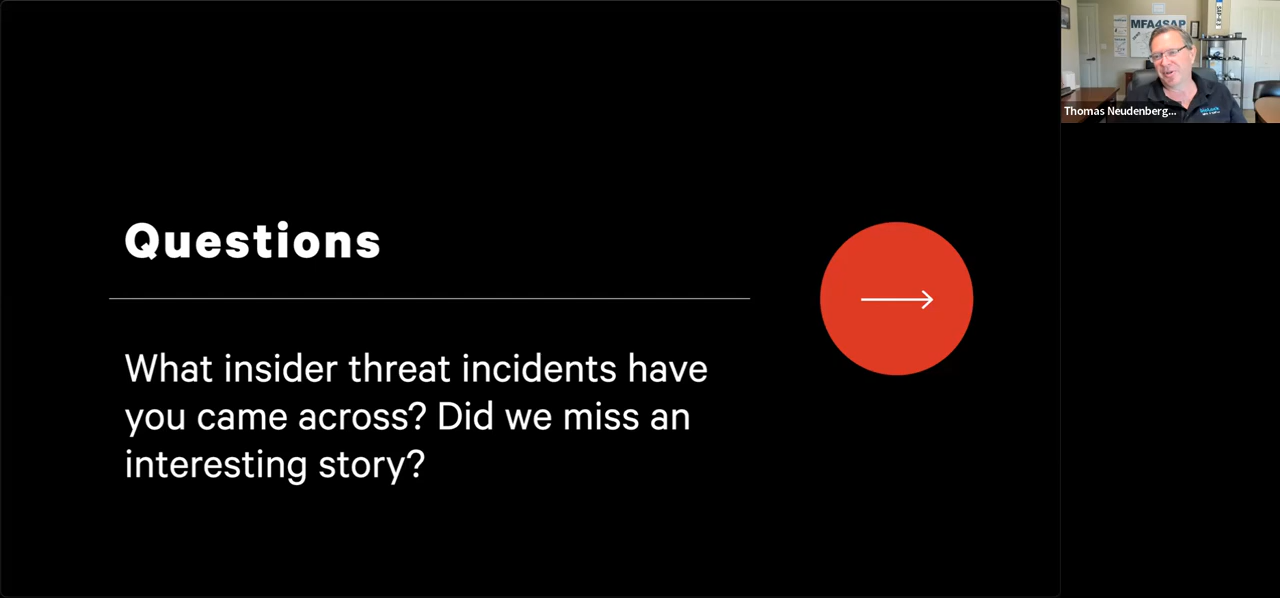 Questions
What insider threat incidents have
you came across? Did we miss an
interesting story?
MFA4SAP
Thomas Neudenberg...